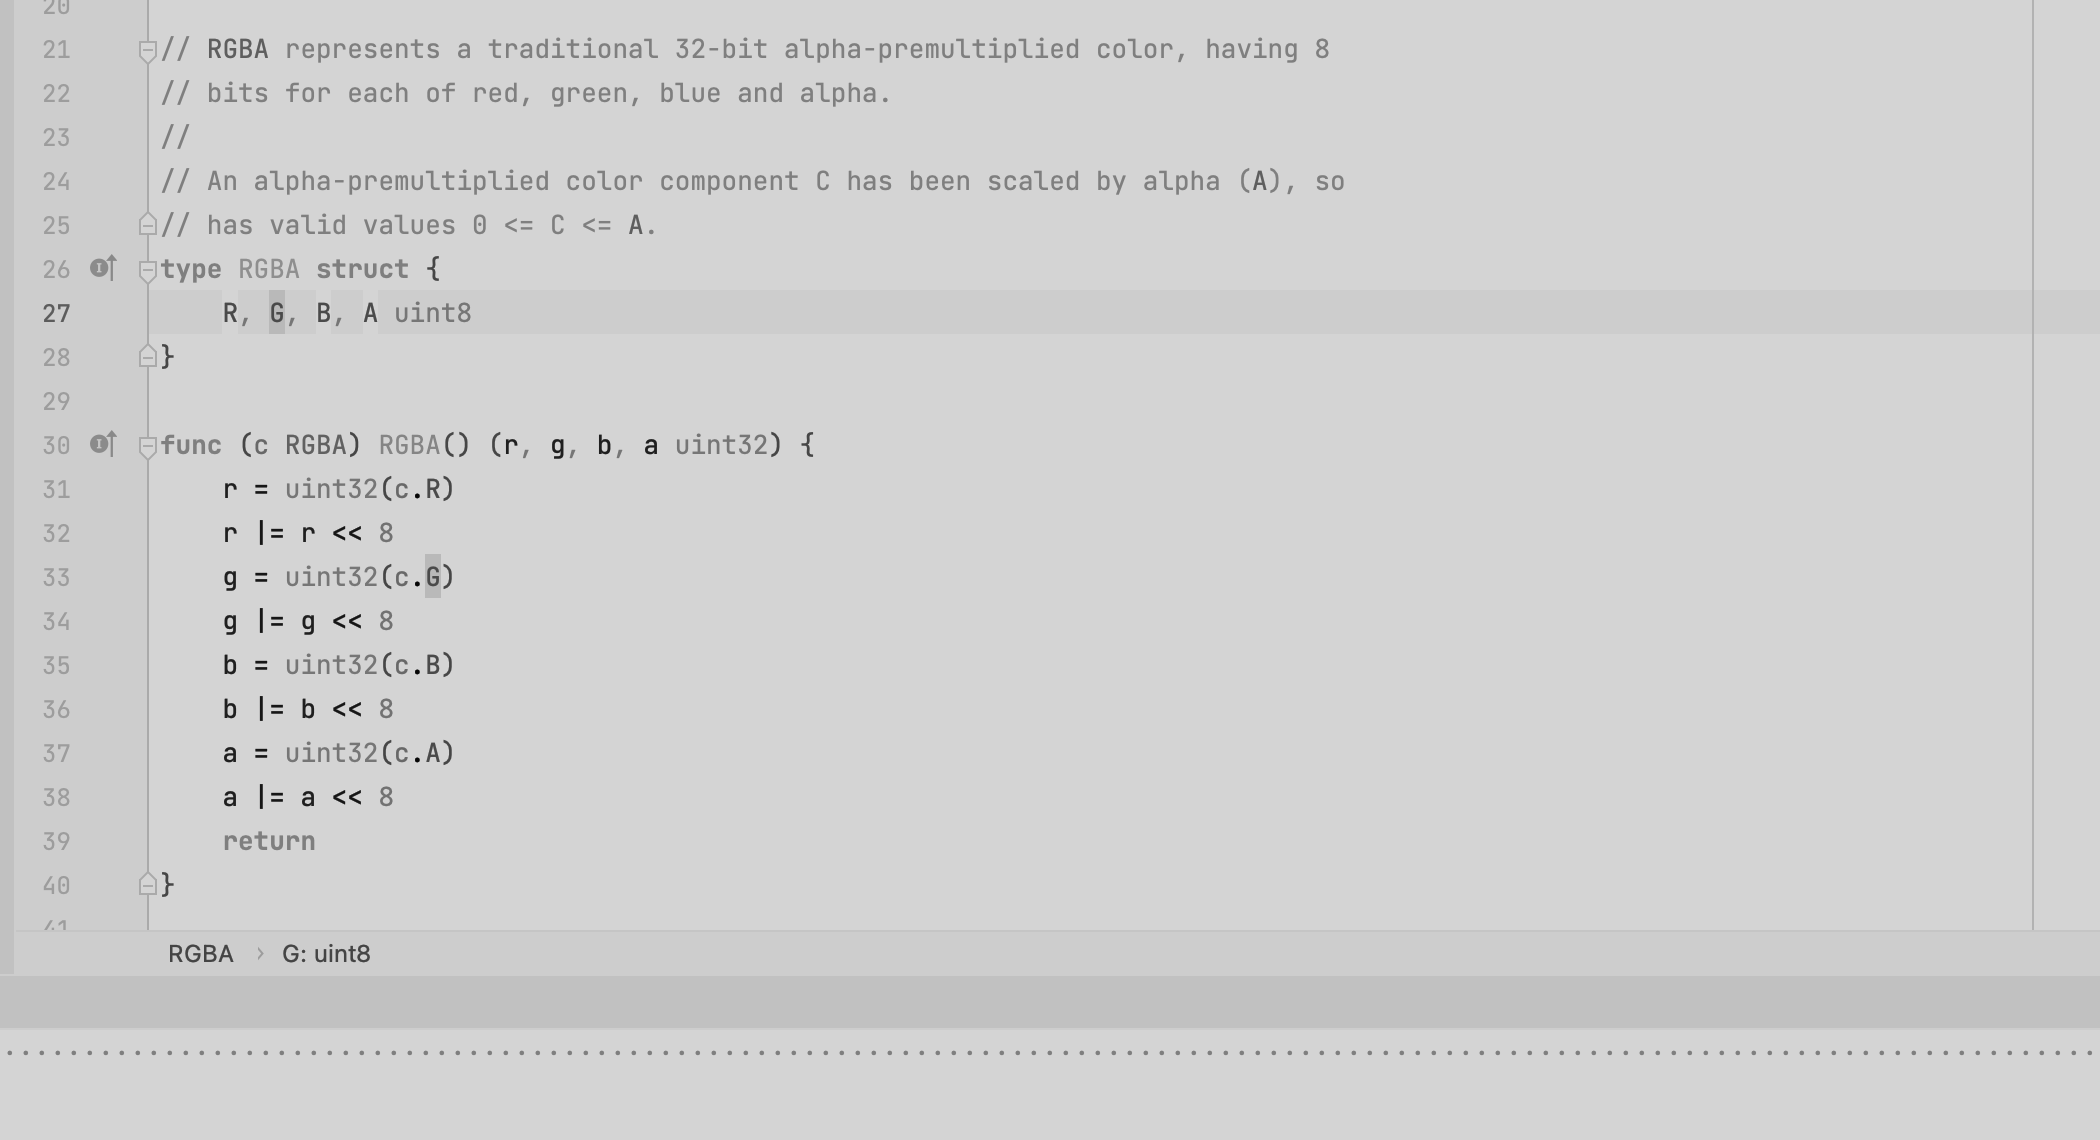 20
21 // RGBA represents a traditional 32-bit alpha-premultiplied color, having 8
22 // bits for each of red, green, blue and alpha.
23 //
24 // An alpha-premultiplied color component C has been scaled by alpha (A), so
25 // has valid values 0 <= C <= A.
26 type RGBA struct {
27     R, G, B, A uint8
28 }
29
30 func (c RGBA) RGBA() (r, g, b, a uint32) {
31     r = uint32(c.R)
32     r |= r << 8
33     g = uint32(c.G)
34     g |= g << 8
35     b = uint32(c.B)
36     b |= b << 8
37     a = uint32(c.A)
38     a |= a << 8
39     return
40 }
41
RGBA › G: uint8